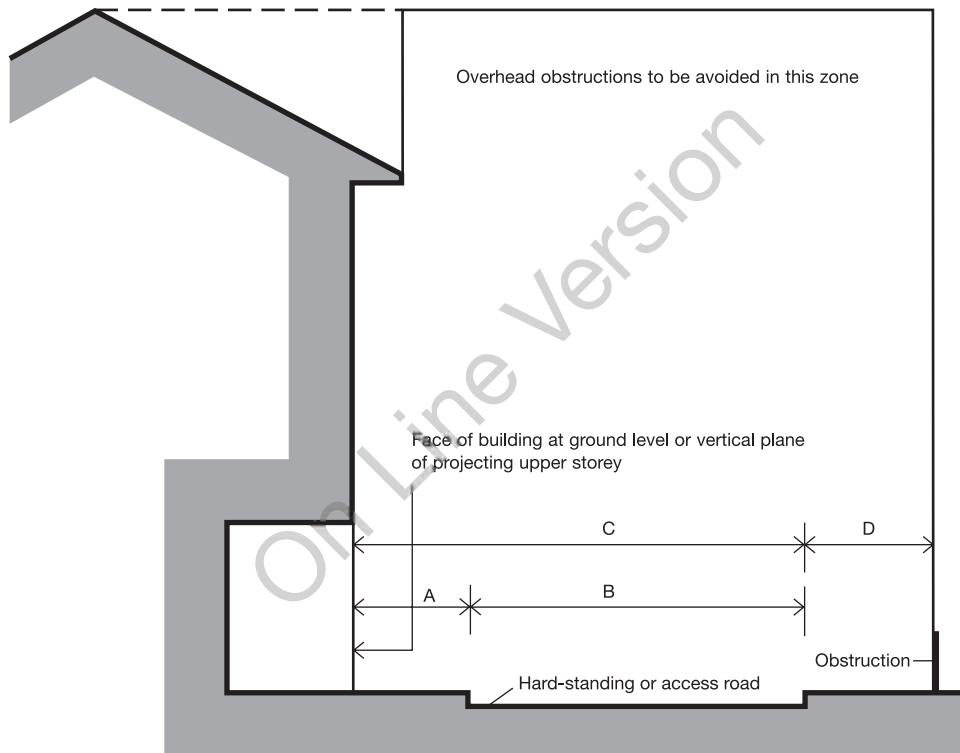 Overhead obstructions to be avoided in this zone
On Line Version
Face of building at ground level or vertical plane
of projecting upper storey
C
D
A
B
Obstruction
Hard-standing or access road